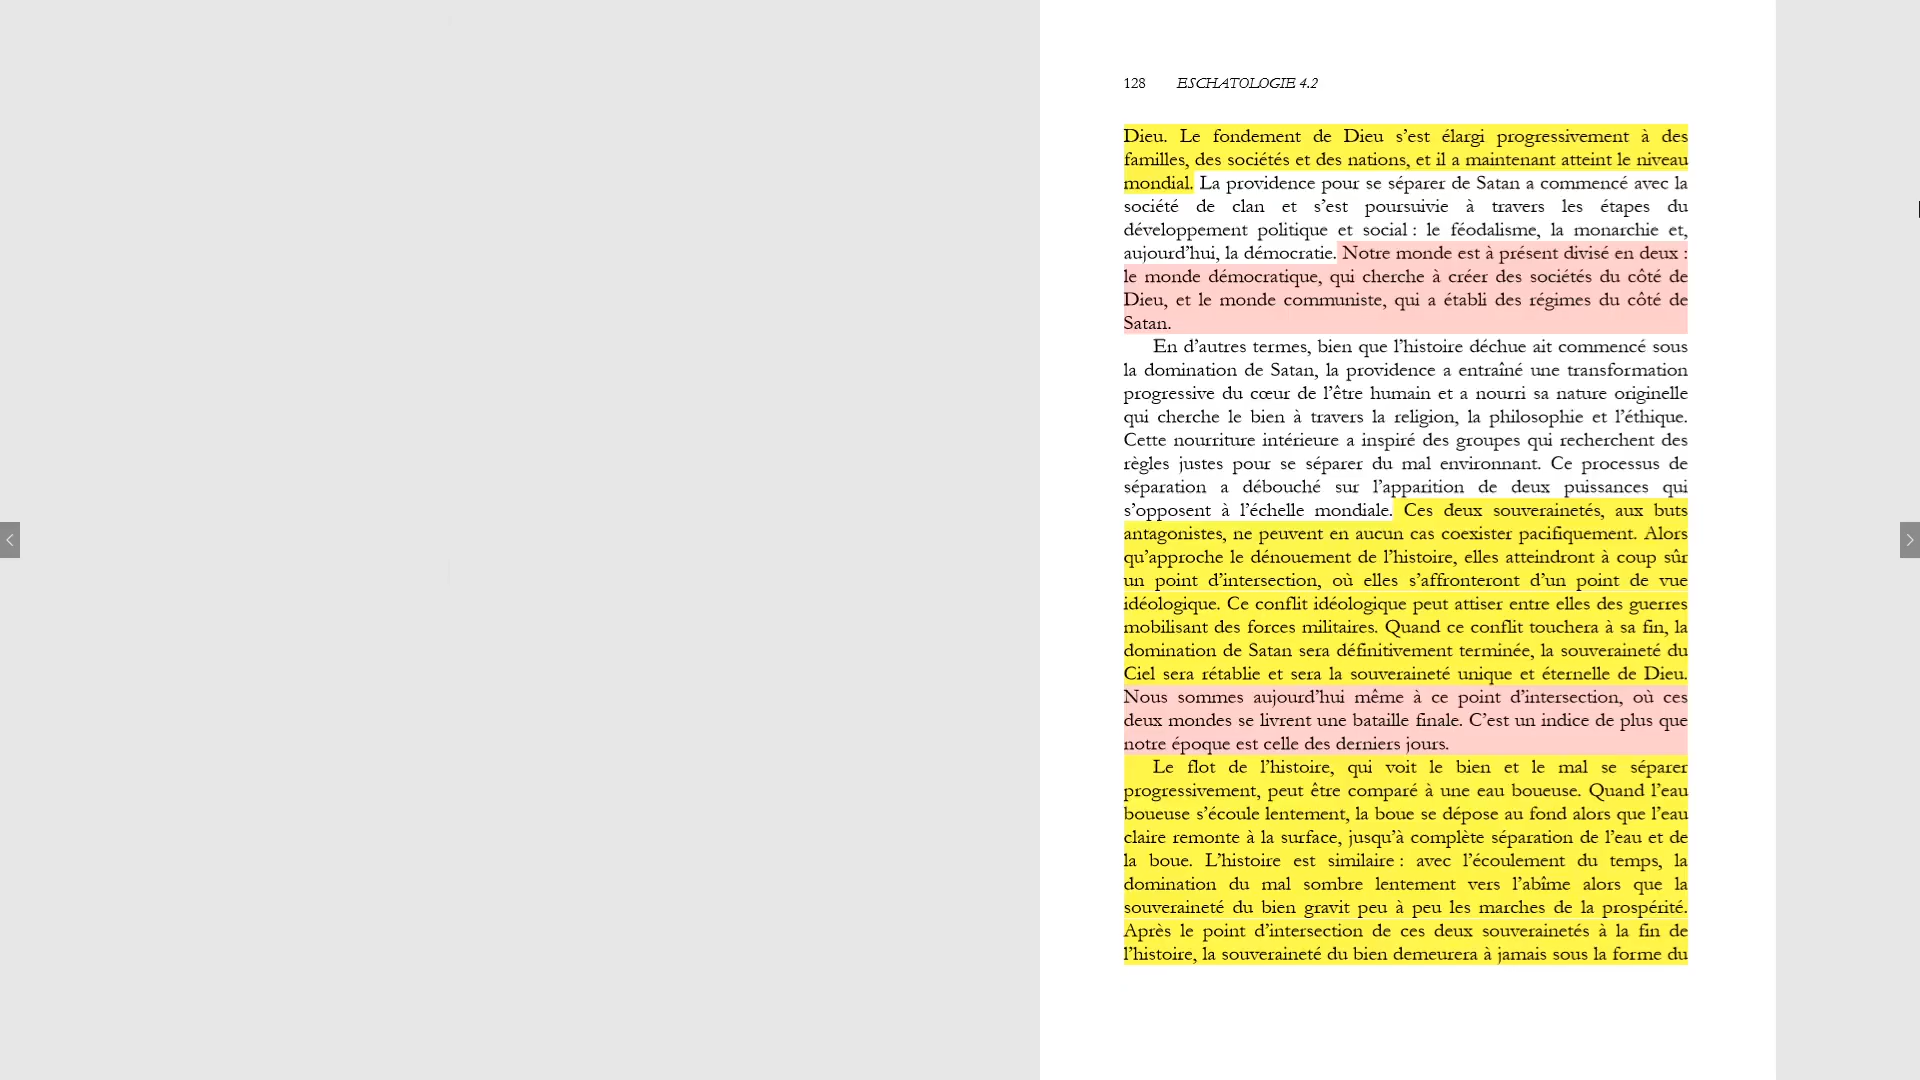 128 ESCHATOLOGIE 4.2
Dieu. Le fondement de Dieu s’est élargi progressivement à des
familles, des sociétés et des nations, et il a maintenant atteint le niveau
mondial. La providence pour se séparer de Satan a commencé avec la
société de clan et s’est poursuivie à travers les étapes du
développement politique et social : le féodalisme, la monarchie et,
aujourd’hui, la démocratie. Notre monde est à présent divisé en deux :
le monde démocratique, qui cherche à créer des sociétés du côté de
Dieu, et le monde communiste, qui a établi des régimes du côté de
Satan.
En d’autres termes, bien que l’histoire déchue ait commencé sous
la domination de Satan, la providence a entraîné une transformation
progressive du cœur de l’être humain et a nourri sa nature originelle
qui cherche le bien à travers la religion, la philosophie et l’éthique.
Cette nourriture intérieure a inspiré des groupes qui recherchent des
règles justes pour se séparer du mal environnant. Ce processus de
séparation a débouché sur l’apparition de deux puissances qui
s’opposent à l’échelle mondiale. Ces deux souverainetés, aux buts
antagonistes, ne peuvent en aucun cas coexister pacifiquement. Alors
qu’approche le dénouement de l’histoire, elles atteindront à coup sûr
un point d’intersection, où elles s’affronteront d’un point de vue
idéologique. Ce conflit idéologique peut attiser entre elles des guerres
mobilisant des forces militaires. Quand ce conflit touchera à sa fin, la
domination de Satan sera définitivement terminée, la souveraineté du
Ciel sera rétablie et sera la souveraineté unique et éternelle de Dieu.
Nous sommes aujourd’hui même à ce point d’intersection, où ces
deux mondes se livrent une bataille finale. C’est un indice de plus que
notre époque est celle des derniers jours.
Le flot de l’histoire, qui voit le bien et le mal se séparer
progressivement, peut être comparé à une eau boueuse. Quand l’eau
boueuse s’écoule lentement, la boue se dépose au fond alors que l’eau
claire remonte à la surface, jusqu’à complète séparation de l’eau et de
la boue. L’histoire est similaire : avec l’écoulement du temps, la
domination du mal sombre lentement vers l’abîme alors que la
souveraineté du bien gravit peu à peu les marches de la prospérité.
Après le point d’intersection de ces deux souverainetés à la fin de
l’histoire, la souveraineté du bien demeurera à jamais sous la forme du